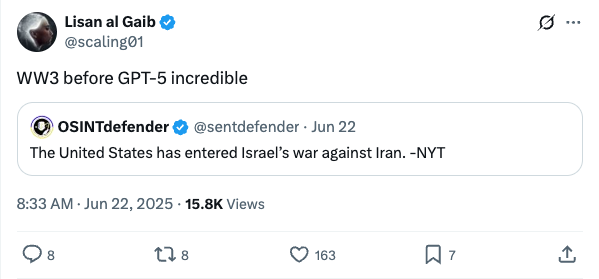 Lisan al Gaib
@scaling01
WW3 before GPT-5 incredible
OSINTdefender @sentdefender · Jun 22
The United States has entered Israel's war against Iran. -NYT
8:33 AM · Jun 22, 2025 · 15.8K Views
8 8 163 7